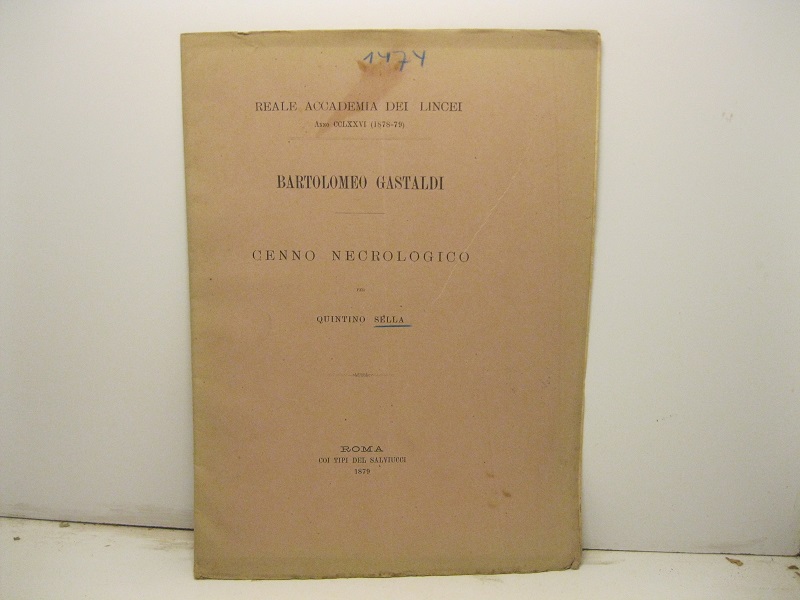 1474
REALE ACCADEMIA DEI LINCEI
ANNO CCLXXVI (1878-79)
BARTOLOMEO GASTALDI
CENNO NECROLOGICO
PER
QUINTINO SELLA
ROMA
COI TIPI DEL SALVIUCCI
1879